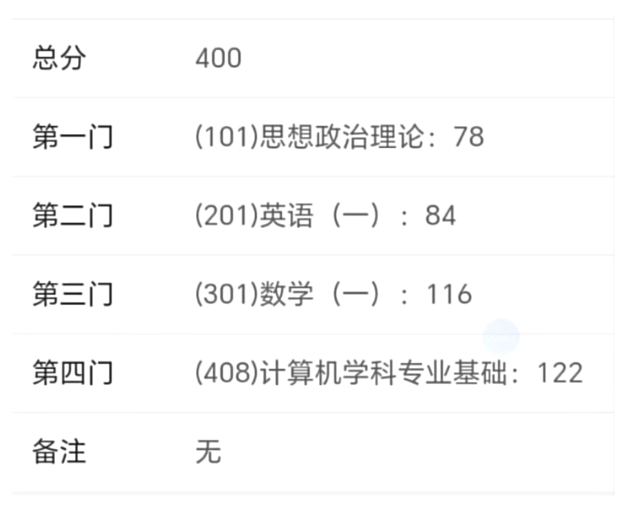 总分 400
第一门 (101)思想政治理论：78
第二门 (201)英语（一）：84
第三门 (301)数学（一）：116
第四门 (408)计算机学科专业基础：122
备注 无